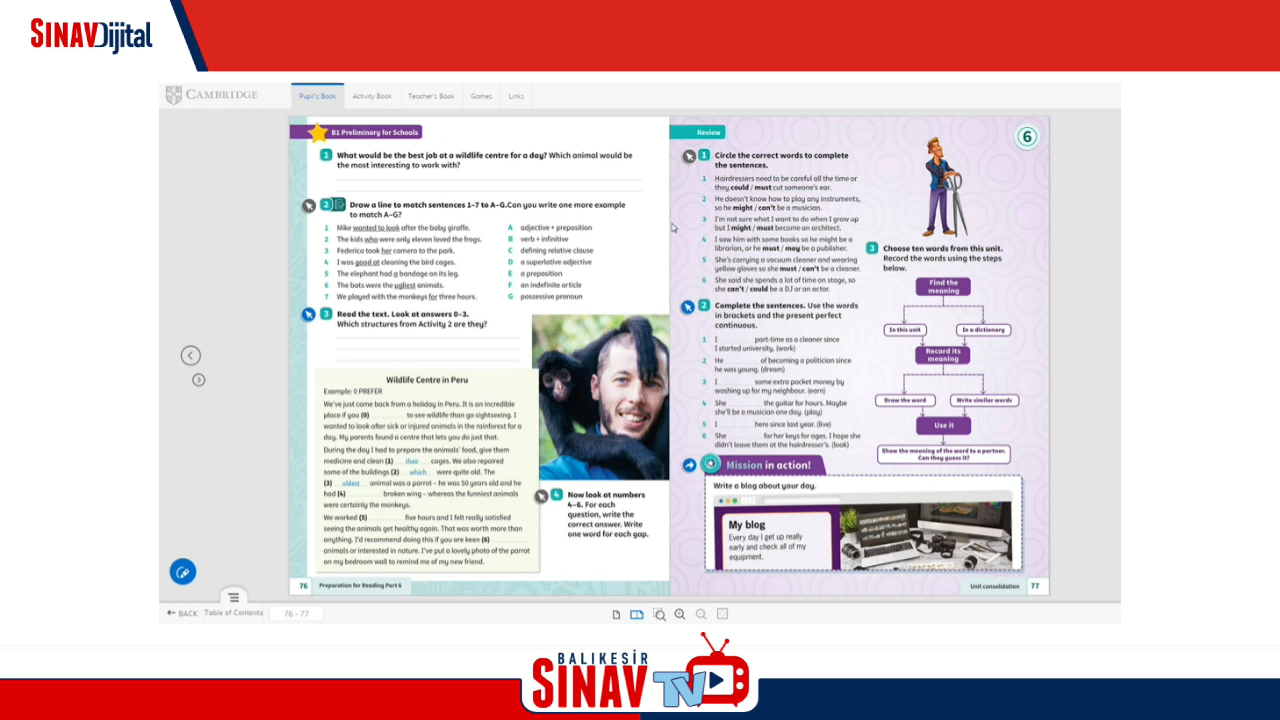 SINAVDijital
CAMBRIDGE
Pupil's Book
Activity Book
Teacher's Book
Games
Links
B1 Preliminary for Schools
1 What would be the best job at a wildlife centre for a day? Which animal would be
the most interesting to work with?
2 Draw a line to match sentences 1–7 to A–G.Can you write one more example
to match A–G?
1 Mike wanted to look after the baby giraffe.
2 The kids who were only eleven loved the frogs.
3 Federica took her camera to the park.
4 I was good at cleaning the bird cages.
5 The elephant had a bandage on its leg.
6 The bats were the ugliest animals.
7 We played with the monkeys for three hours.
A adjective + preposition
B verb + infinitive
C defining relative clause
D a superlative adjective
E a preposition
F an indefinite article
G possessive pronoun
3 Read the text. Look at answers 0–3.
Which structures from Activity 2 are they?
Wildlife Centre in Peru
Example: 0 PREFER
We've just come back from a holiday in Peru. It is an incredible
place if you (0) to see wildlife than go sightseeing. I
wanted to look after sick or injured animals in the rainforest for a
day. My parents found a centre that lets you do just that.
During the day I had to prepare the animals' food, give them
medicine and clean (1) their cages. We also repaired
some of the buildings (2) which were quite old. The
(3) oldest animal was a parrot – he was 50 years old and he
had (4) broken wing – whereas the funniest animals
were certainly the monkeys.
We worked (5) five hours and I felt really satisfied
seeing the animals get healthy again. That was worth more than
anything. I'd recommend doing this if you are keen (6)
animals or interested in nature. I've put a lovely photo of the parrot
on my bedroom wall to remind me of my new friend.
4 Now look at numbers
4–6. For each
question, write the
correct answer. Write
one word for each gap.
76 Preparation for Reading Part 6
Review
6
1 Circle the correct words to complete
the sentences.
1 Hairdressers need to be careful all the time or
they could / must cut someone's ear.
2 He doesn't know how to play any instruments,
so he might / can't be a musician.
3 I'm not sure what I want to do when I grow up
but I might / must become an architect.
4 I saw him with some books so he might be a
librarian, or he must / may be a publisher.
5 She's carrying a vacuum cleaner and wearing
yellow gloves so she must / can't be a cleaner.
6 She said she spends a lot of time on stage, so
she can't / could be a DJ or an actor.
2 Complete the sentences. Use the words
in brackets and the present perfect
continuous.
1 I part-time as a cleaner since
I started university. (work)
2 He of becoming a politician since
he was young. (dream)
3 I some extra pocket money by
washing up for my neighbour. (earn)
4 She the guitar for hours. Maybe
she'll be a musician one day. (play)
5 I here since last year. (live)
6 She for her keys for ages. I hope she
didn't leave them at the hairdresser's. (look)
3 Choose ten words from this unit.
Record the words using the steps
below.
Find the
meaning
In this unit
In a dictionary
Record its
meaning
Draw the word
Write similar words
Use it
Show the meaning of the word to a partner.
Can they guess it?
Mission in action!
Write a blog about your day.
My blog
Every day I get up really
early and check all of my
equipment.
Unit consolidation 77
BACK
Table of Contents
76 - 77
BALIKESİR
SINAV TV